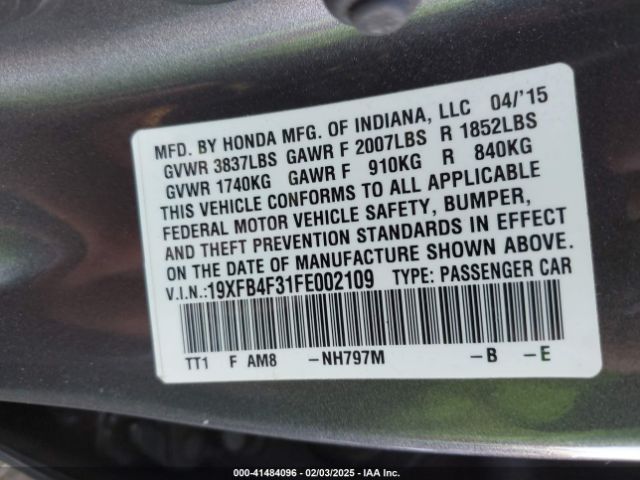 MFD. BY HONDA MFG. OF INDIANA, LLC 04/'15
GVWR 3837LBS GAWR F 2007LBS R 1852LBS
GVWR 1740KG GAWR F 910KG R 840KG
THIS VEHICLE CONFORMS TO ALL APPLICABLE
FEDERAL MOTOR VEHICLE SAFETY, BUMPER,
AND THEFT PREVENTION STANDARDS IN EFFECT
ON THE DATE OF MANUFACTURE SHOWN ABOVE.
V.I.N.:19XFB4F31FE002109 TYPE: PASSENGER CAR
TT1 F AM8 -NH797M -B -E
000-41484096 - 02/03/2025 - IAA Inc.